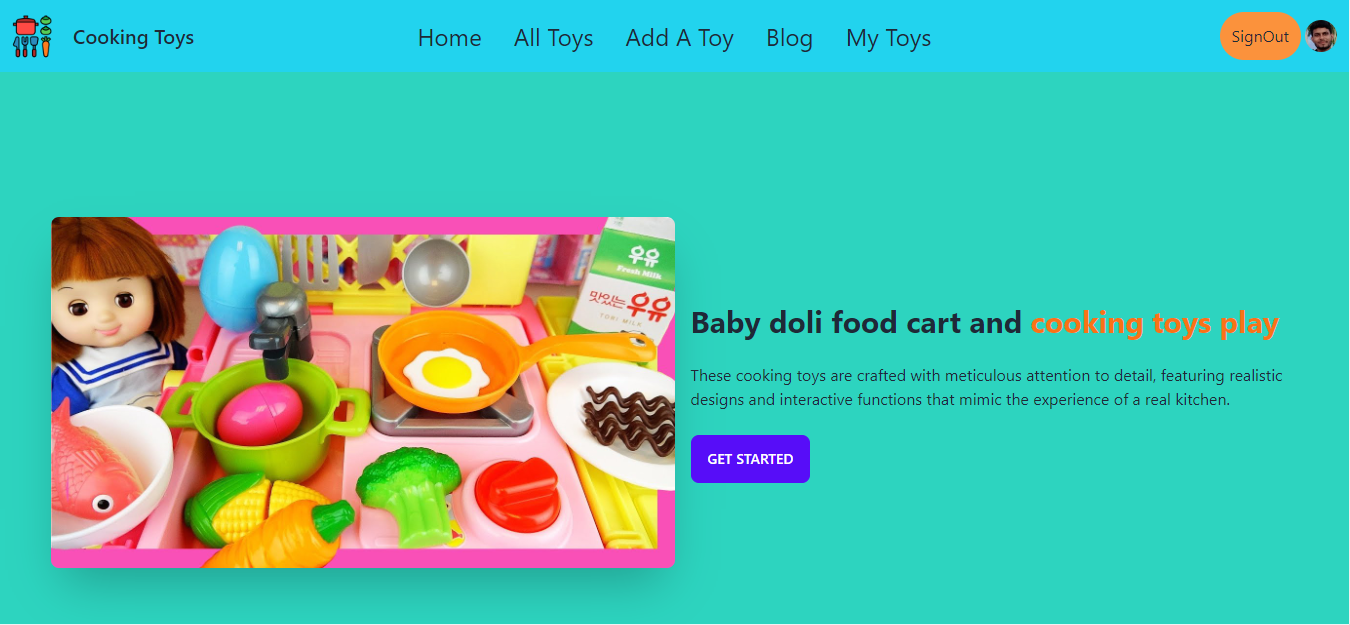 Cooking Toys
Home
All Toys
Add A Toy
Blog
My Toys
SignOut
우유
Fresh Milk
맛있는 우유
TORI MILK
Baby doli food cart and cooking toys play
These cooking toys are crafted with meticulous attention to detail, featuring realistic
designs and interactive functions that mimic the experience of a real kitchen.
GET STARTED